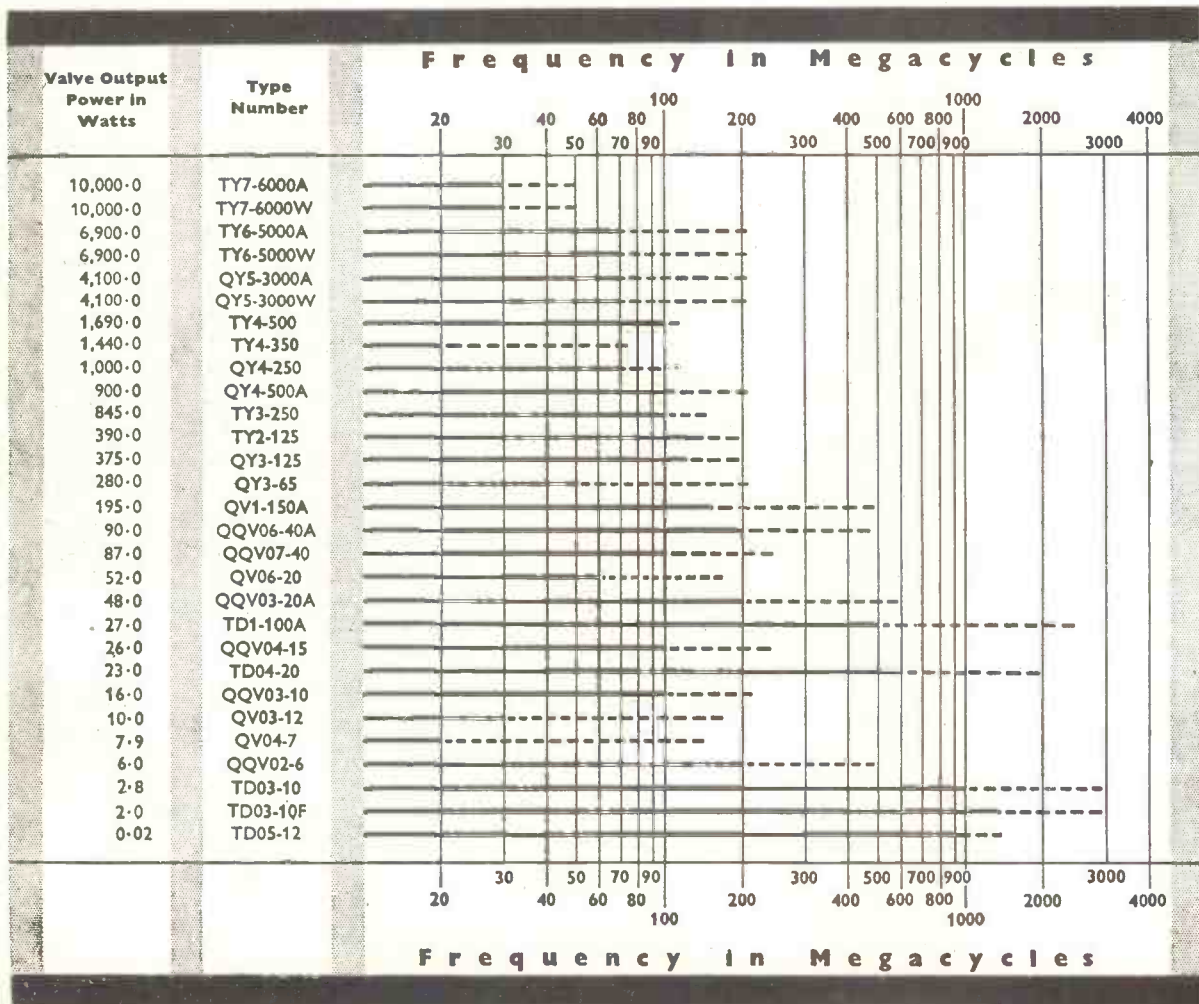 Frequency in Megacycles
Valve Output
Power in
Watts
Type
Number
100 1000
20 40 60 80 200 400 600 800 2000 4000
30 50 70 90 300 500 700 900 3000
10,000·0 TY7-6000A
10,000·0 TY7-6000W
6,900·0 TY6-5000A
6,900·0 TY6-5000W
4,100·0 QY5-3000A
4,100·0 QY5-3000W
1,690·0 TY4-500
1,440·0 TY4-350
1,000·0 QY4-250
900·0 QY4-500A
845·0 TY3-250
390·0 TY2-125
375·0 QY3-125
280·0 QY3-65
195·0 QV1-150A
90·0 QQV06-40A
87·0 QQV07-40
52·0 QV06-20
48·0 QQV03-20A
27·0 TD1-100A
26·0 QQV04-15
23·0 TD04-20
16·0 QQV03-10
10·0 QV03-12
7·9 QV04-7
6·0 QQV02-6
2·8 TD03-10
2·0 TD03-10F
0·02 TD05-12
30 50 70 90 300 500 700 900 3000
20 40 60 80 200 400 600 800 2000 4000
100 1000
Frequency in Megacycles